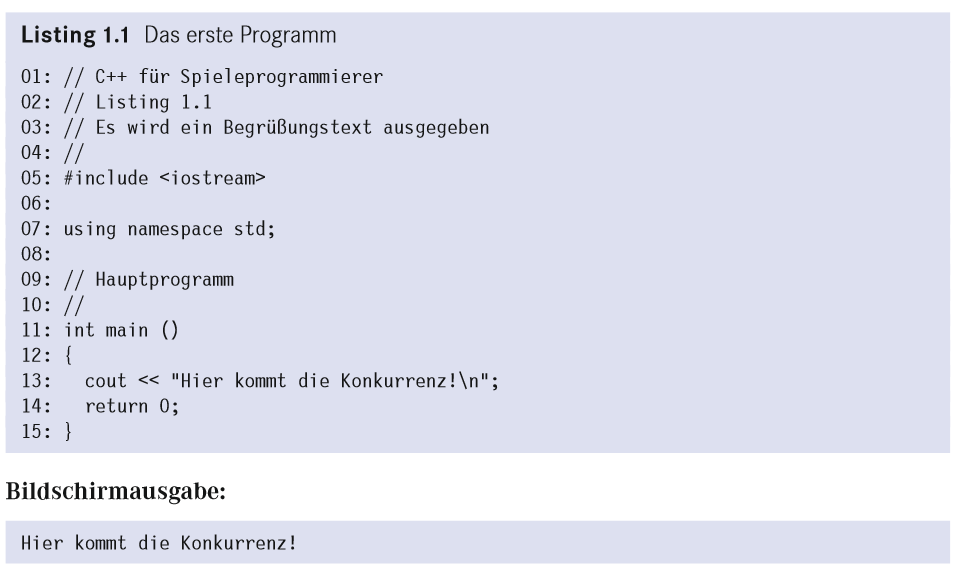 Listing 1.1 Das erste Programm
01: // C++ für Spieleprogrammierer
02: // Listing 1.1
03: // Es wird ein Begrüßungstext ausgegeben
04: //
05: #include <iostream>
06:
07: using namespace std;
08:
09: // Hauptprogramm
10: //
11: int main ()
12: {
13:   cout << "Hier kommt die Konkurrenz!\n";
14:   return 0;
15: }
Bildschirmausgabe:
Hier kommt die Konkurrenz!